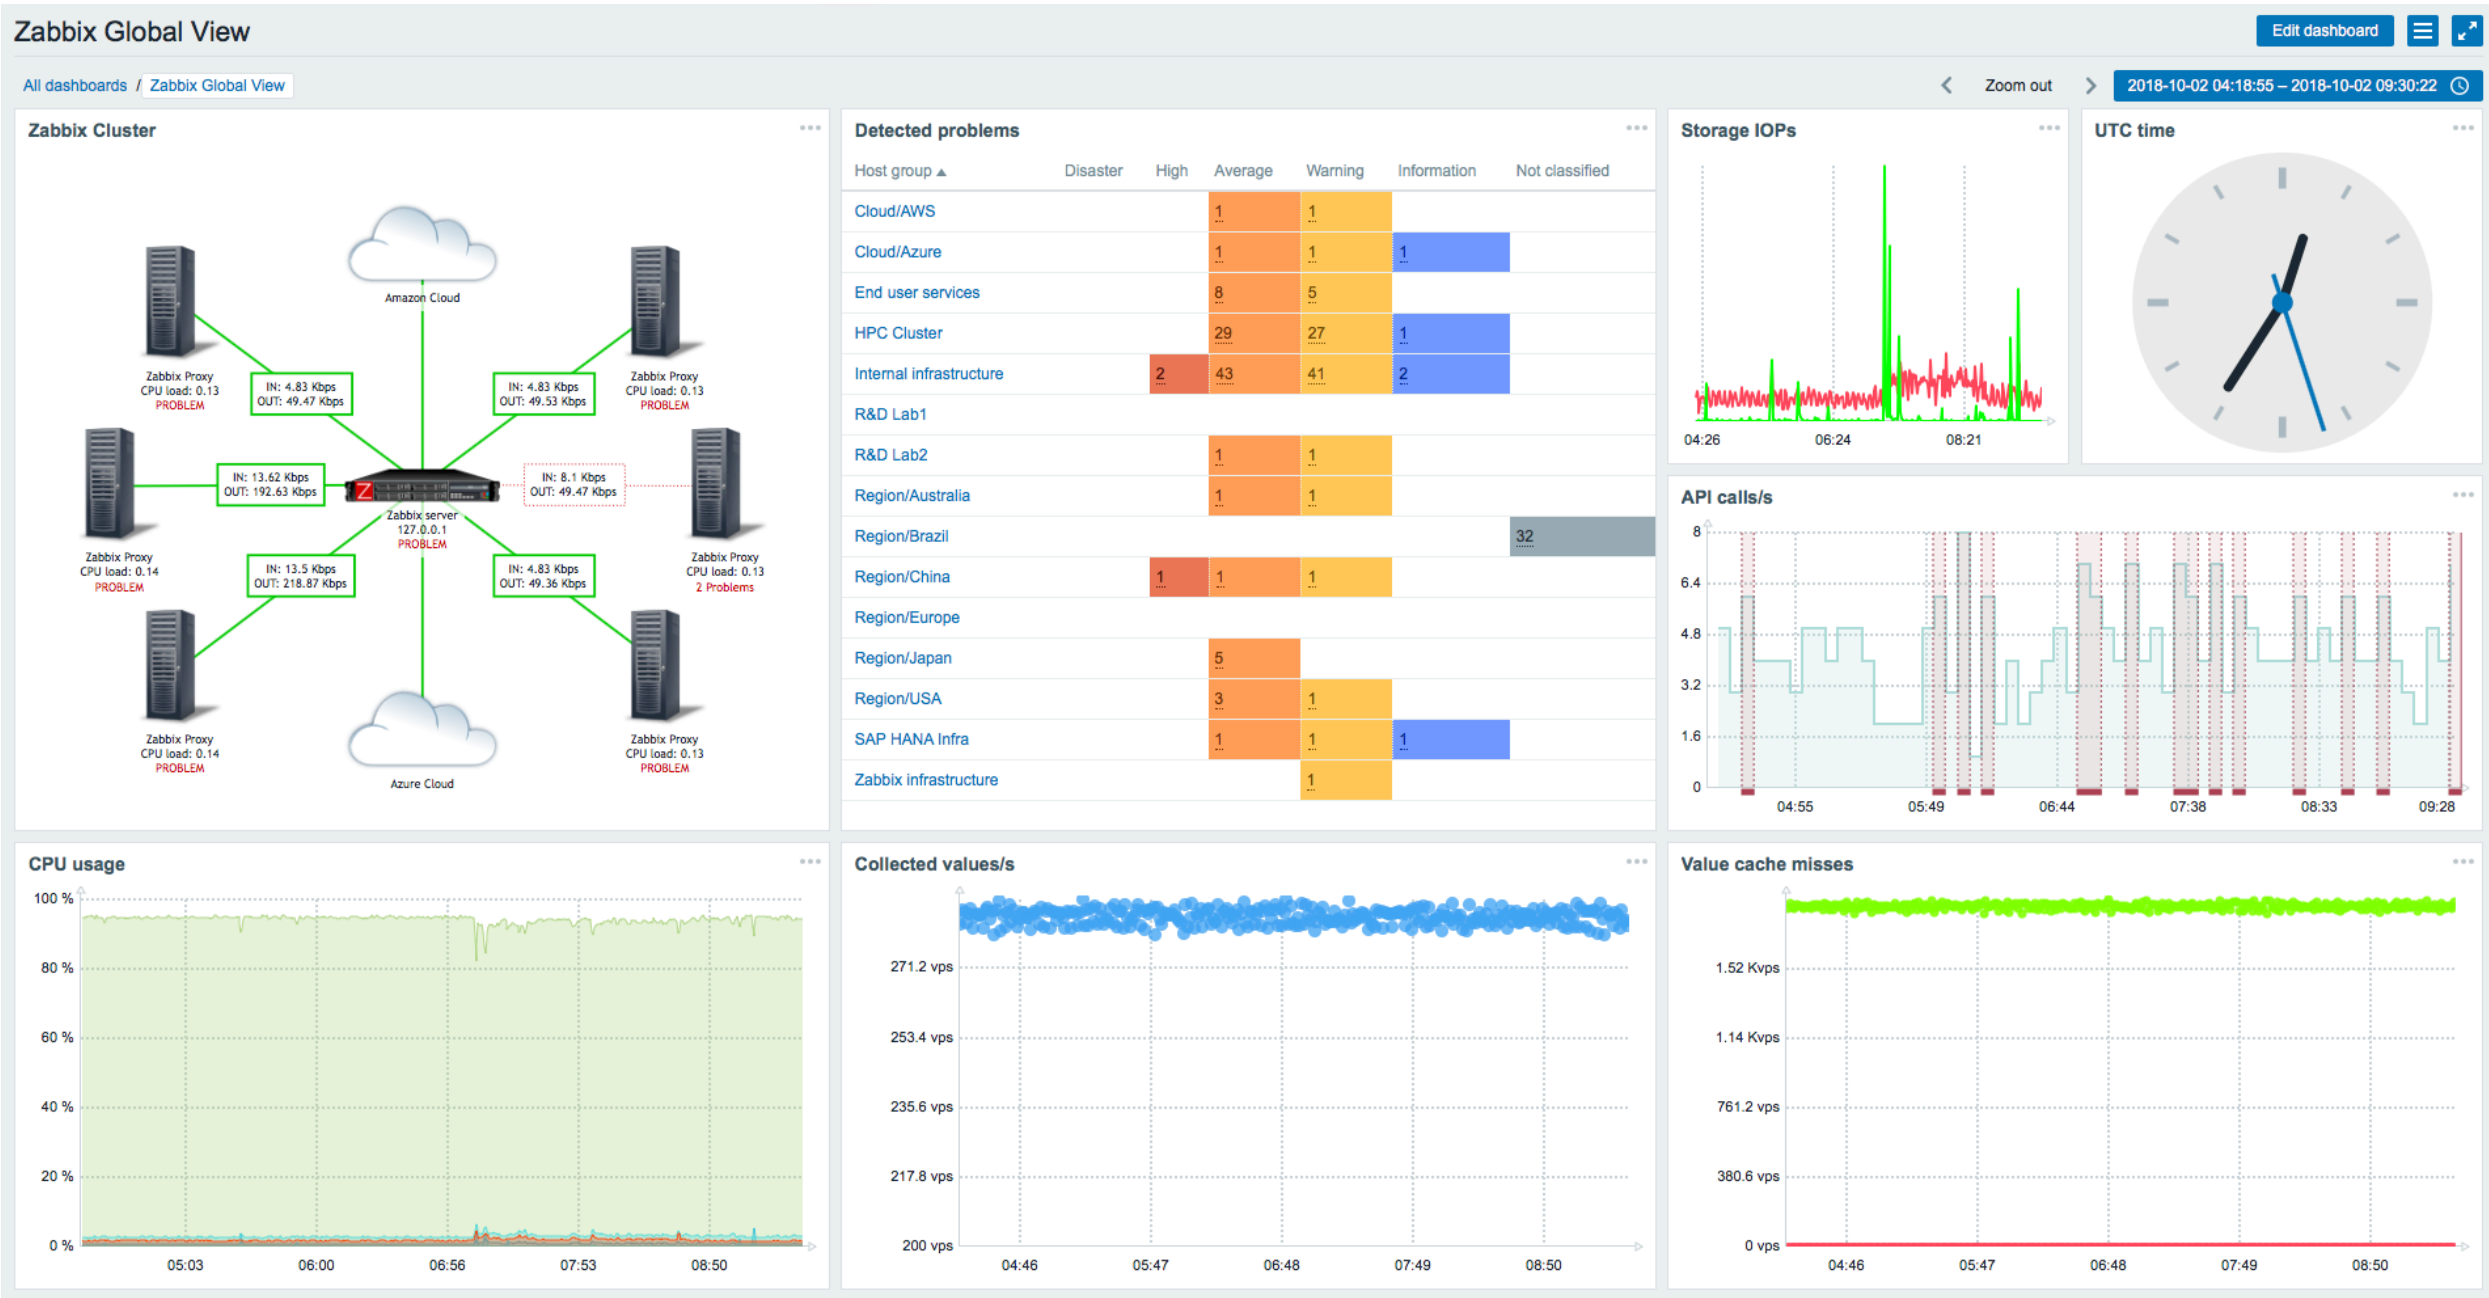 Zabbix Global View
Edit dashboard
All dashboards / Zabbix Global View
Zoom out
2018-10-02 04:18:55 – 2018-10-02 09:30:22
Zabbix Cluster
Amazon Cloud
Zabbix Proxy
CPU load: 0.13
PROBLEM
IN: 4.83 Kbps
OUT: 49.47 Kbps
IN: 4.83 Kbps
OUT: 49.53 Kbps
Zabbix Proxy
CPU load: 0.13
PROBLEM
IN: 13.62 Kbps
OUT: 192.63 Kbps
Z
IN: 8.1 Kbps
OUT: 49.47 Kbps
Zabbix server
127.0.0.1
PROBLEM
Zabbix Proxy
CPU load: 0.14
PROBLEM
IN: 13.5 Kbps
OUT: 218.87 Kbps
IN: 4.83 Kbps
OUT: 49.36 Kbps
Zabbix Proxy
CPU load: 0.13
2 Problems
Zabbix Proxy
CPU load: 0.14
PROBLEM
Azure Cloud
Zabbix Proxy
CPU load: 0.13
PROBLEM
Detected problems
Host group ▲ Disaster High Average Warning Information Not classified
Cloud/AWS 1 1
Cloud/Azure 1 1 1
End user services 8 5
HPC Cluster 29 27 1
Internal infrastructure 2 43 41 2
R&D Lab1
R&D Lab2 1 1
Region/Australia 1 1
Region/Brazil 32
Region/China 1 1 1
Region/Europe
Region/Japan 5
Region/USA 3 1
SAP HANA Infra 1 1 1
Zabbix infrastructure 1
Storage IOPs
04:26 06:24 08:21
UTC time
API calls/s
8
6.4
4.8
3.2
1.6
0
04:55 05:49 06:44 07:38 08:33 09:28
CPU usage
100 %
80 %
60 %
40 %
20 %
0 %
05:03 06:00 06:56 07:53 08:50
Collected values/s
271.2 vps
253.4 vps
235.6 vps
217.8 vps
200 vps
04:46 05:47 06:48 07:49 08:50
Value cache misses
1.52 Kvps
1.14 Kvps
761.2 vps
380.6 vps
0 vps
04:46 05:47 06:48 07:49 08:50